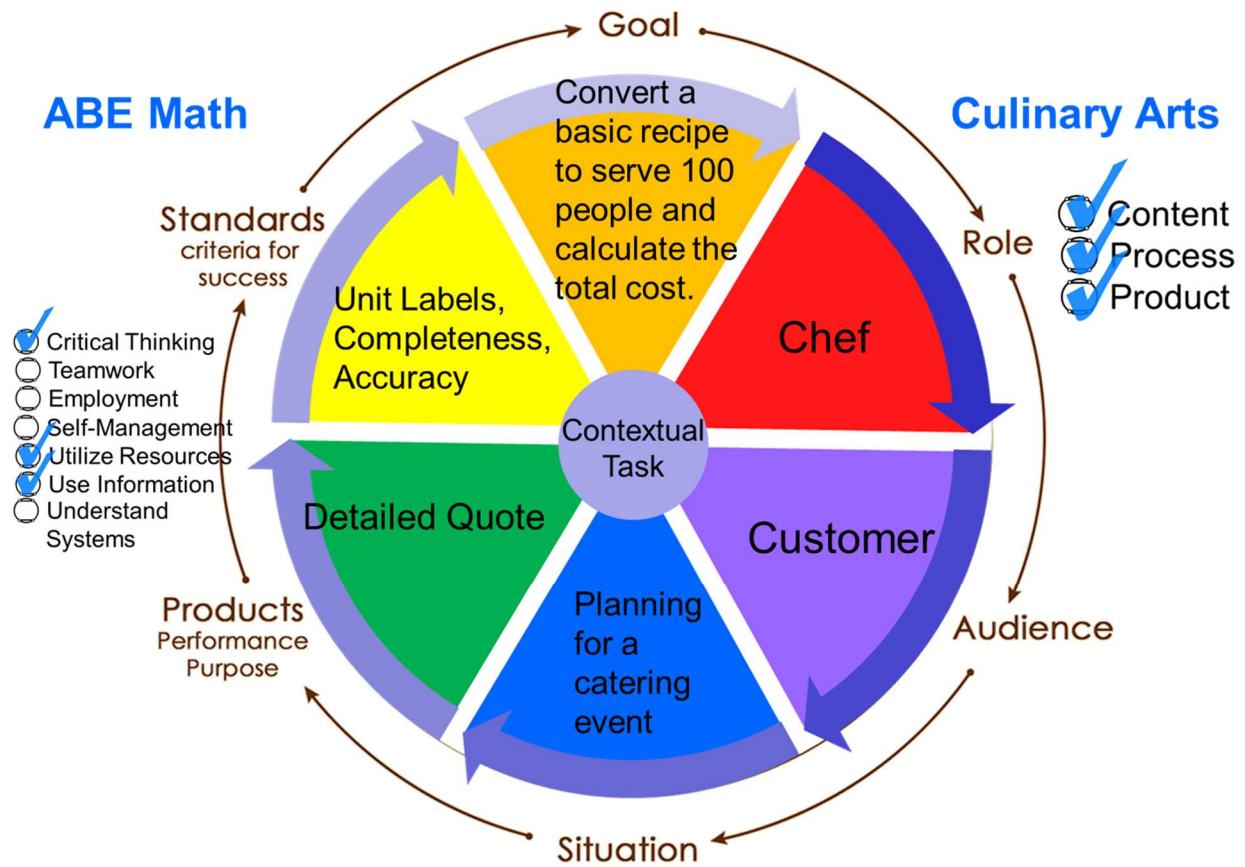 Goal
ABE Math
Culinary Arts
Convert a
basic recipe
to serve 100
people and
calculate the
total cost.
Standards
criteria for
success
Role
Content
Process
Product
Unit Labels,
Completeness,
Accuracy
Chef
Critical Thinking
Teamwork
Employment
Self-Management
Utilize Resources
Use Information
Understand
Systems
Contextual
Task
Detailed Quote
Customer
Planning
for a
catering
event
Products
Performance
Purpose
Audience
Situation